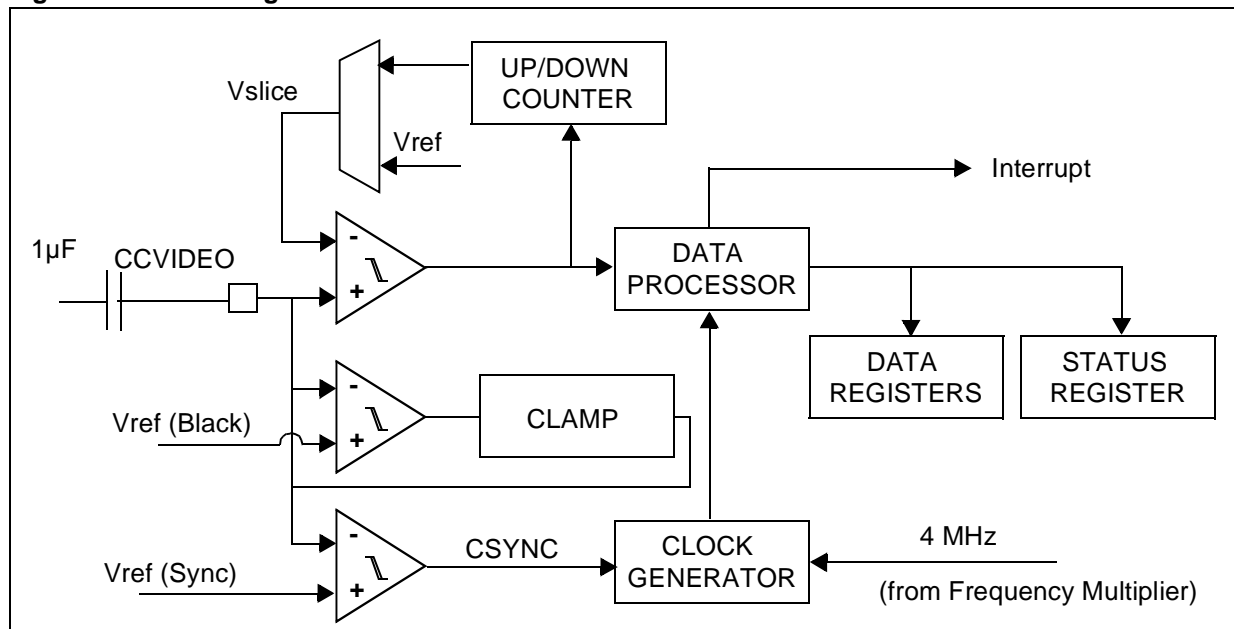 UP/DOWN
COUNTER
Vslice
Vref
Interrupt
1µF
CCVIDEO
-
+
DATA
PROCESSOR
DATA
REGISTERS
STATUS
REGISTER
-
+
Vref (Black)
CLAMP
-
+
Vref (Sync)
CSYNC
CLOCK
GENERATOR
4 MHz
(from Frequency Multiplier)